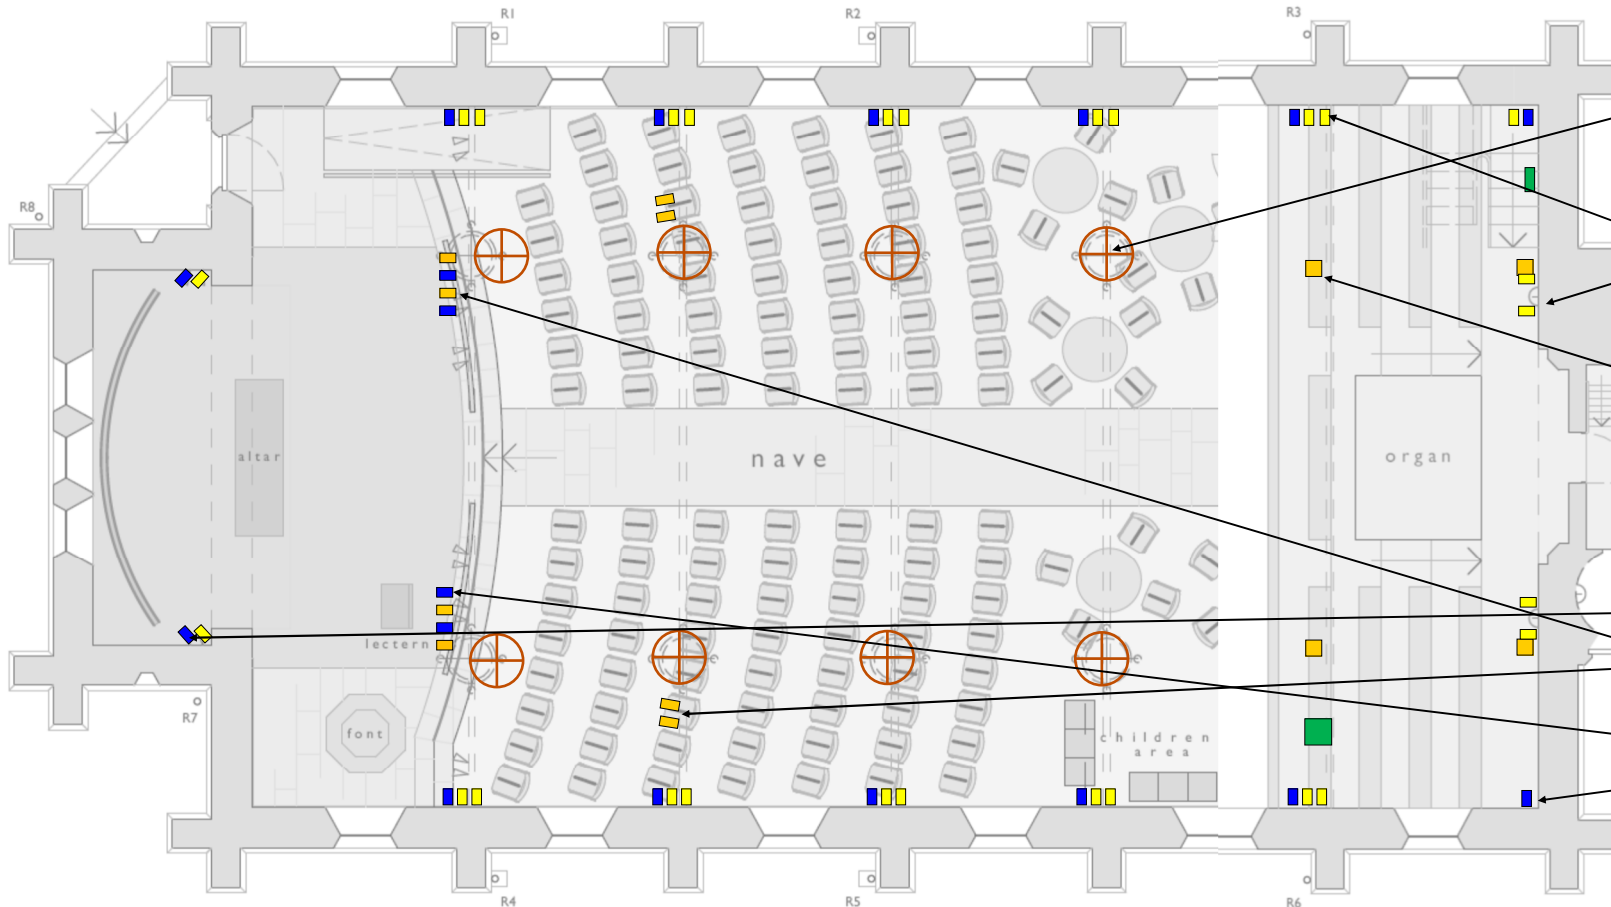 R1
R2
R3
R8
nave
altar
organ
lectern
R7
font
children
area
R4
R5
R6